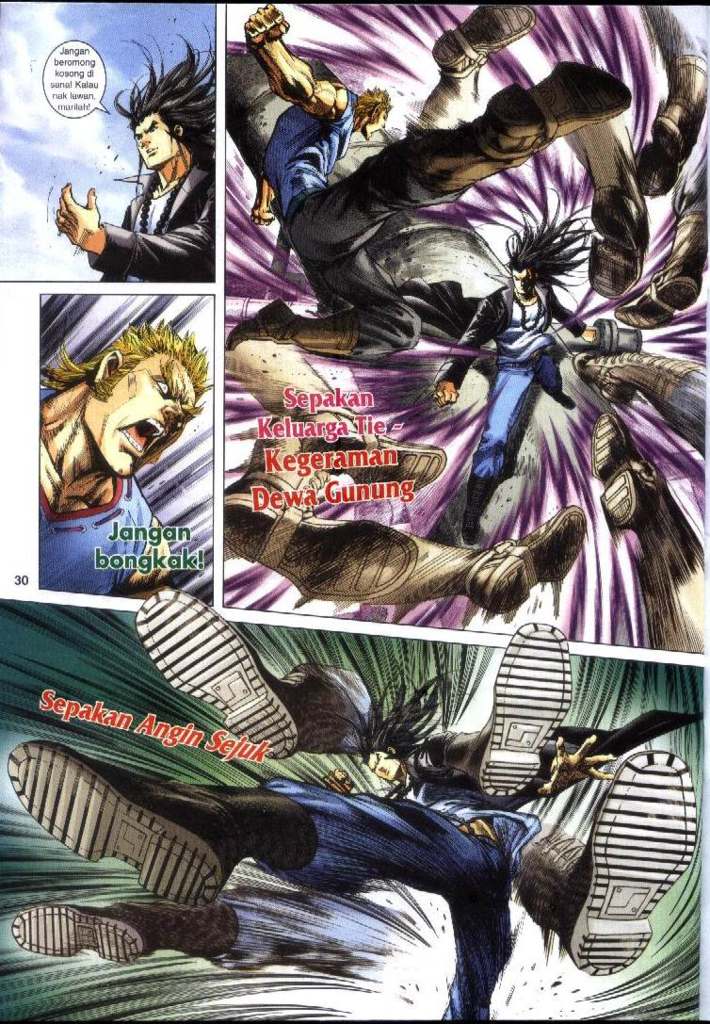 Jangan
beromong
kosong di
sana! Kalau
nak lawan,
marilah!
Sepakan
Keluarga Tie -
Kegeraman
Dewa Gunung
Jangan
bongkak!
30
Sepakan Angin Sejuk